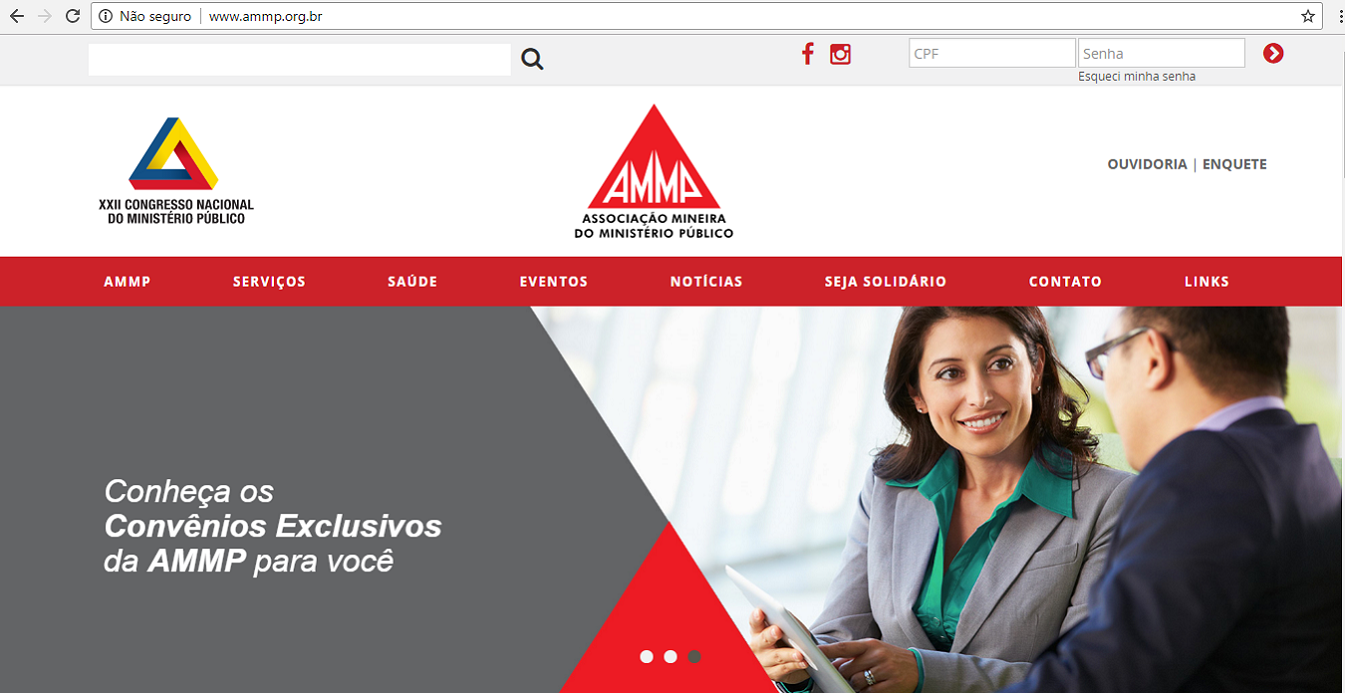 Não seguro | www.ammp.org.br
CPF
Senha
Esqueci minha senha
XXII CONGRESSO NACIONAL
DO MINISTÉRIO PÚBLICO
AMMP
ASSOCIAÇÃO MINEIRA
DO MINISTÉRIO PÚBLICO
OUVIDORIA | ENQUETE
AMMP SERVIÇOS SAÚDE EVENTOS NOTÍCIAS SEJA SOLIDÁRIO CONTATO LINKS
Conheça os
Convênios Exclusivos
da AMMP para você